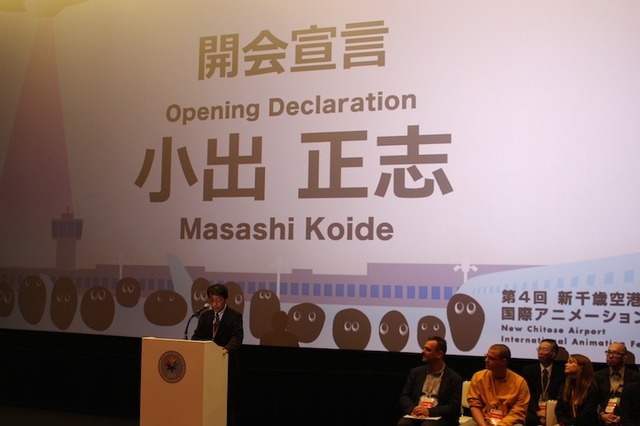 開会宣言
Opening Declaration
小出 正志
Masashi Koide
第4回 新千歳空港
国際アニメーション
New Chitose Airport
International Animation Fe